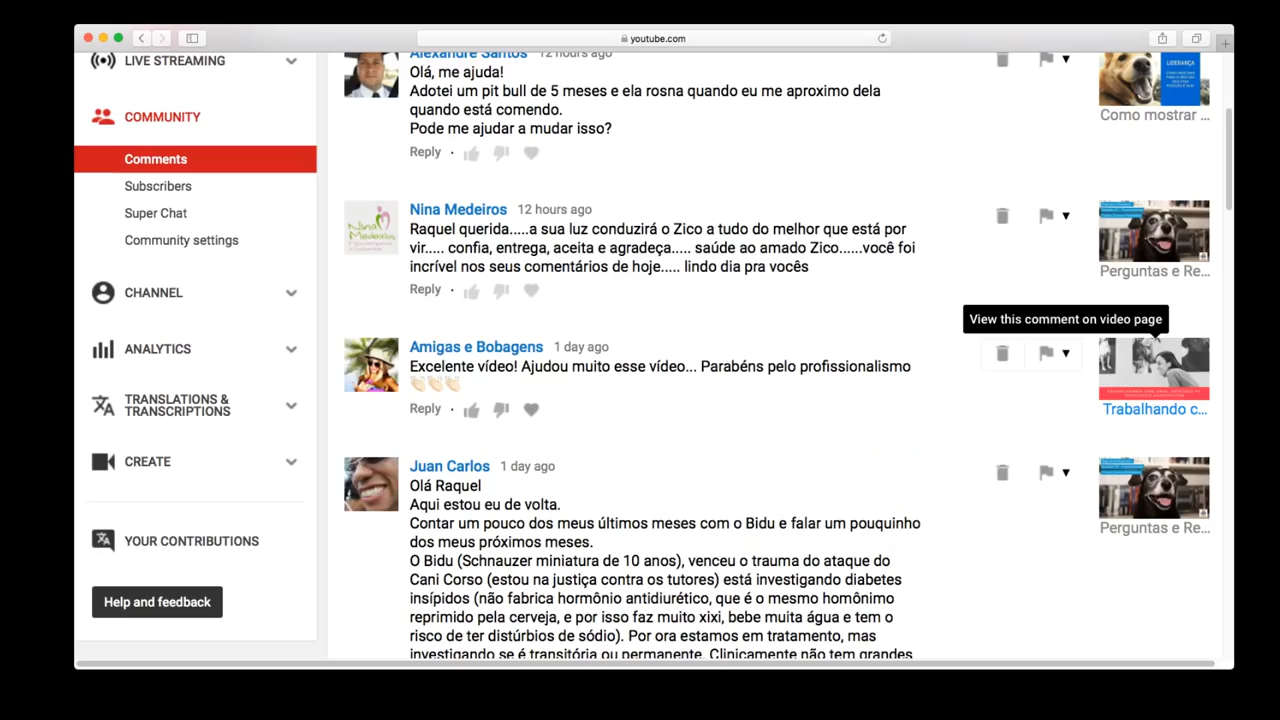 youtube.com
LIVE STREAMING
COMMUNITY
Comments
Subscribers
Super Chat
Community settings
CHANNEL
ANALYTICS
TRANSLATIONS &
TRANSCRIPTIONS
CREATE
YOUR CONTRIBUTIONS
Help and feedback
Alexandre Santos 12 hours ago
Olá, me ajuda!
Adotei um pit bull de 5 meses e ela rosna quando eu me aproximo dela
quando está comendo.
Pode me ajudar a mudar isso?
Reply ·
LIDERANÇA
Como mostrar ...
Nina Medeiros 12 hours ago
Raquel querida.....a sua luz conduzirá o Zico a tudo do melhor que está por
vir..... confia, entrega, aceita e agradeça..... saúde ao amado Zico......você foi
incrível nos seus comentários de hoje..... lindo dia pra vocês
Reply ·
Nina
Medeiros
Perguntas e Re...
View this comment on video page
Amigas e Bobagens 1 day ago
Excelente vídeo! Ajudou muito esse vídeo... Parabéns pelo profissionalismo
👏🏻👏🏻👏🏻
Reply ·
Trabalhando c...
Juan Carlos 1 day ago
Olá Raquel
Aqui estou eu de volta.
Contar um pouco dos meus últimos meses com o Bidu e falar um pouquinho
dos meus próximos meses.
O Bidu (Schnauzer miniatura de 10 anos), venceu o trauma do ataque do
Cani Corso (estou na justiça contra os tutores) está investigando diabetes
insípidos (não fabrica hormônio antidiurético, que é o mesmo homônimo
reprimido pela cerveja, e por isso faz muito xixi, bebe muita água e tem o
risco de ter distúrbios de sódio). Por ora estamos em tratamento, mas
investigando se é transitória ou permanente. Clinicamente não tem grandes
Perguntas e Re...